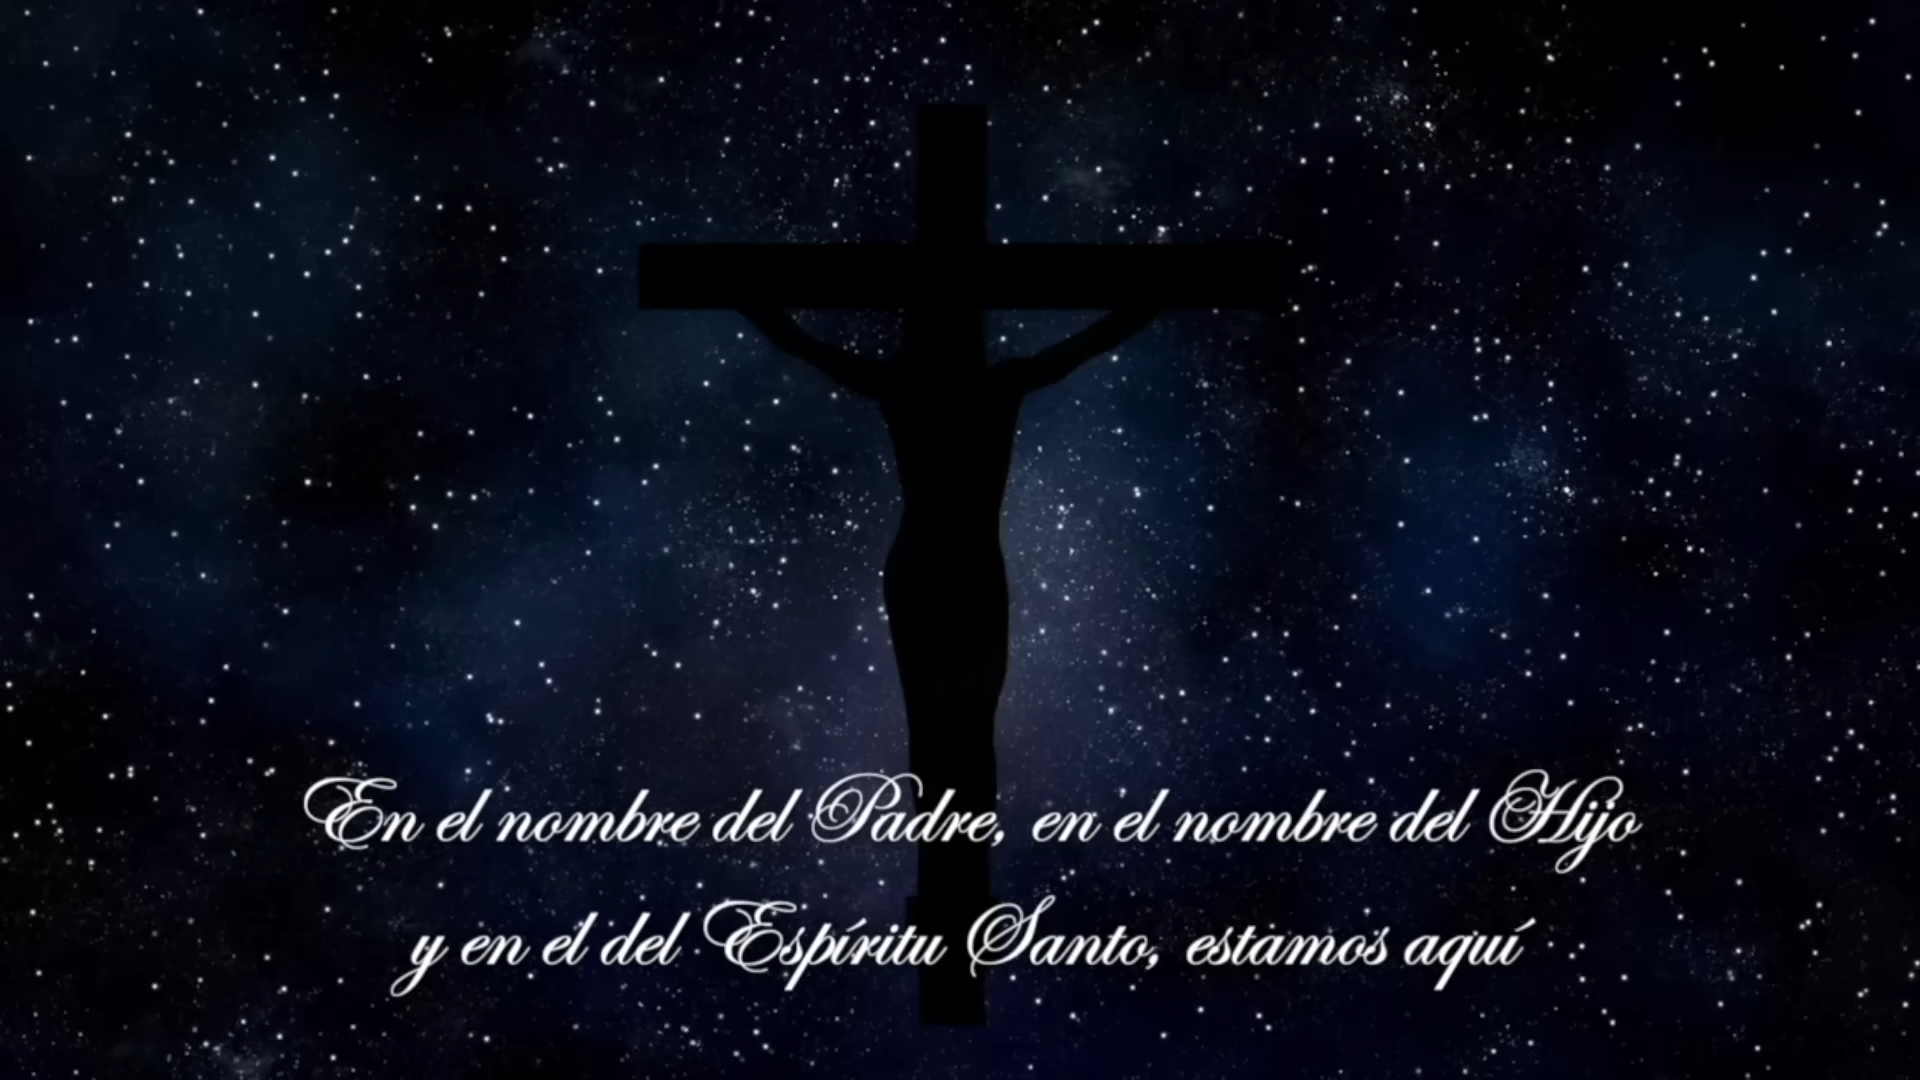 En el nombre del Padre, en el nombre del Hijo
y en el del Espíritu Santo, estamos aquí